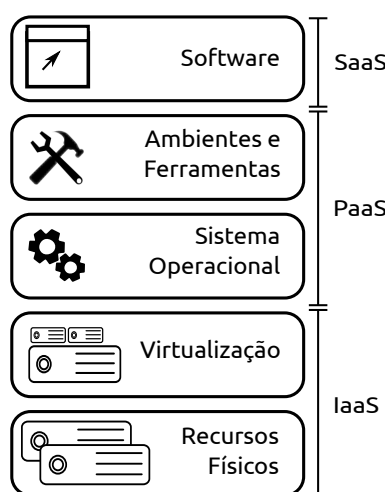 Software
SaaS
Ambientes e
Ferramentas
PaaS
Sistema
Operacional
Virtualização
IaaS
Recursos
Físicos